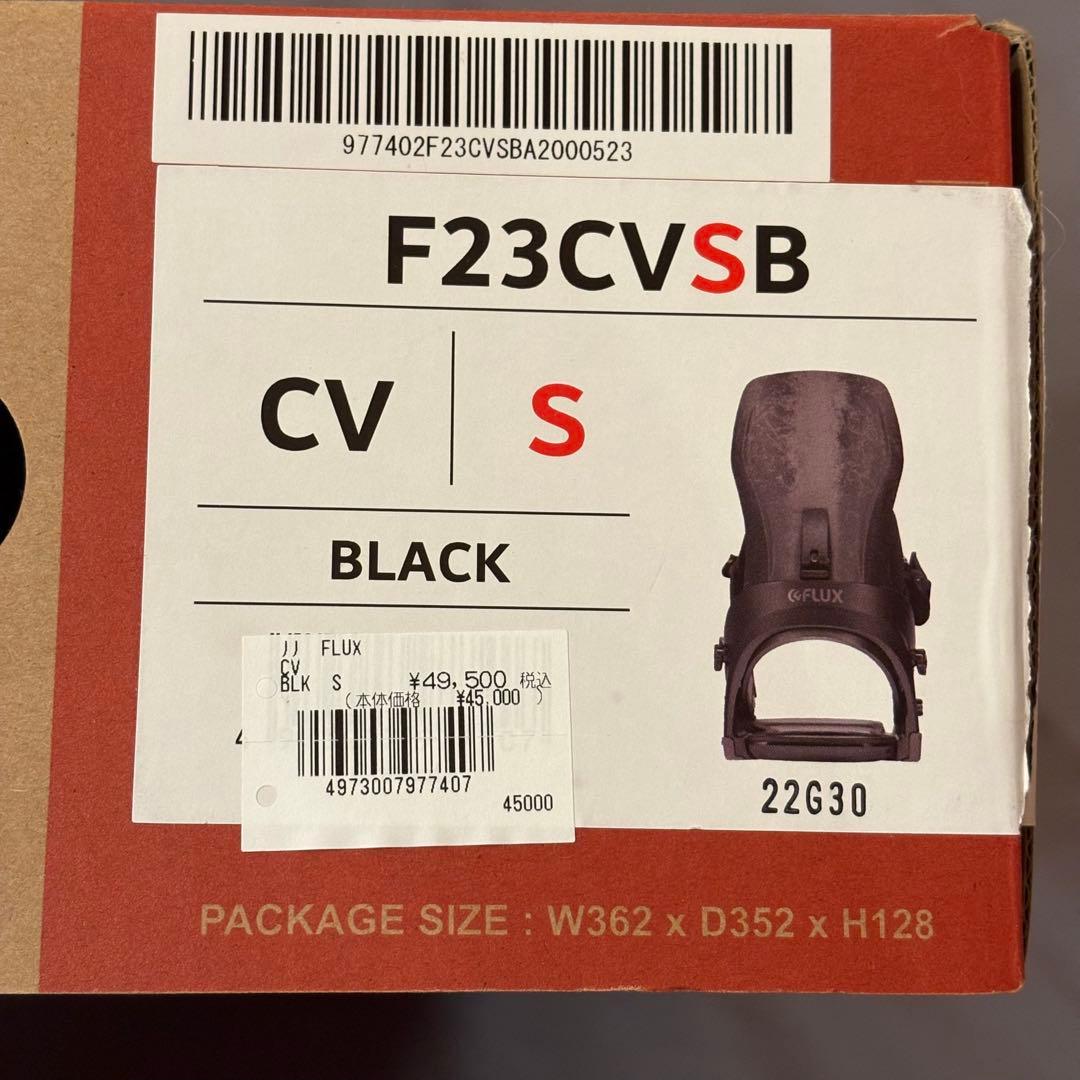 977402F23CVSBA2000523
F23CVSB
CV
S
BLACK
FLUX
FLUX
CV
BLK S ¥49,500 税込
(本体価格 ¥45,000 )
4973007977407
45000
22G30
PACKAGE SIZE : W362 x D352 x H128